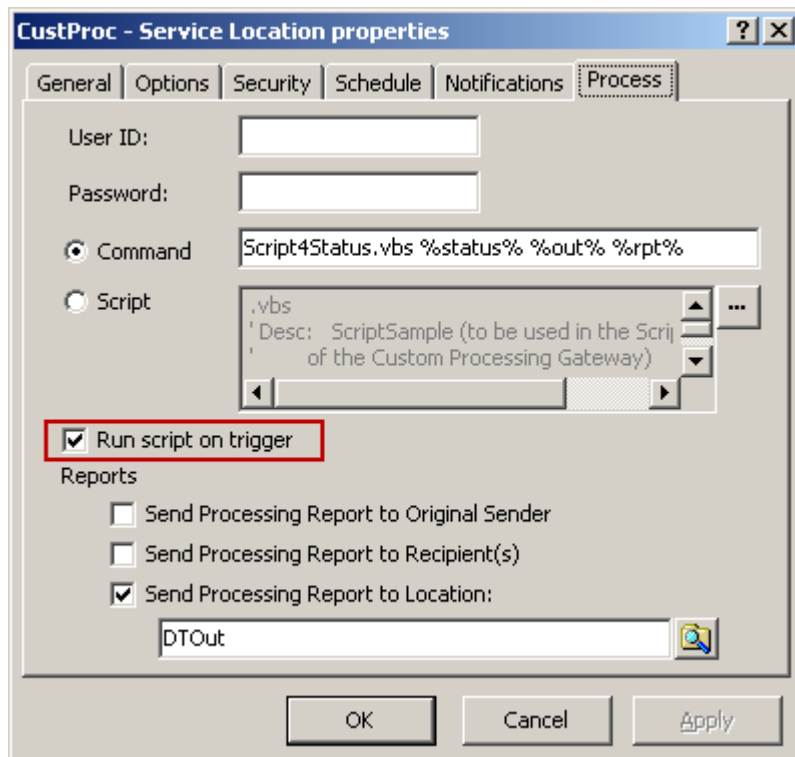 CustProc - Service Location properties
General Options Security Schedule Notifications Process
User ID:
Password:
Command Script4Status.vbs %status% %out% %rpt%
Script .vbs
' Desc: ScriptSample (to be used in the Scrip
' of the Custom Processing Gateway)
...
Run script on trigger
Reports
Send Processing Report to Original Sender
Send Processing Report to Recipient(s)
Send Processing Report to Location:
DTOut
OK Cancel Apply